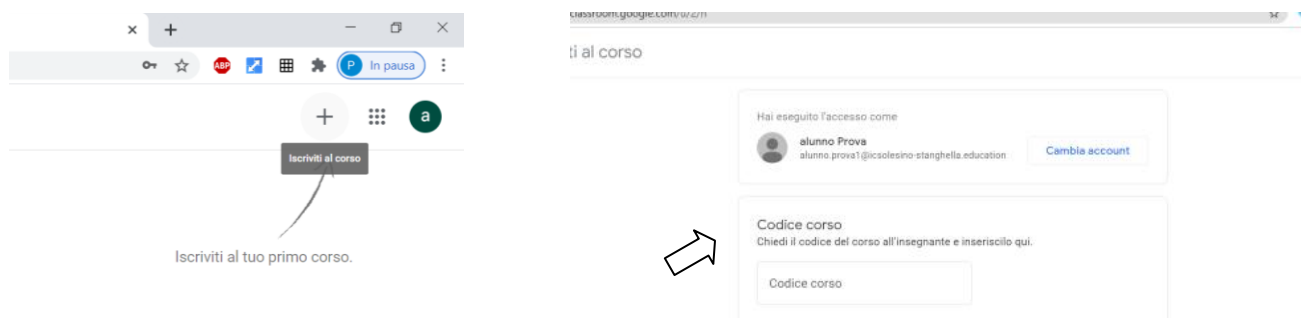 ABP
P In pausa
a
Iscriviti al corso
Iscriviti al tuo primo corso.
classroom.google.com/u/2/h
ti al corso
Hai eseguito l'accesso come
alunno Prova
alunno.prova1@icsolesino-stanghella.education
Cambia account
Codice corso
Chiedi il codice del corso all'insegnante e inseriscilo qui.
Codice corso